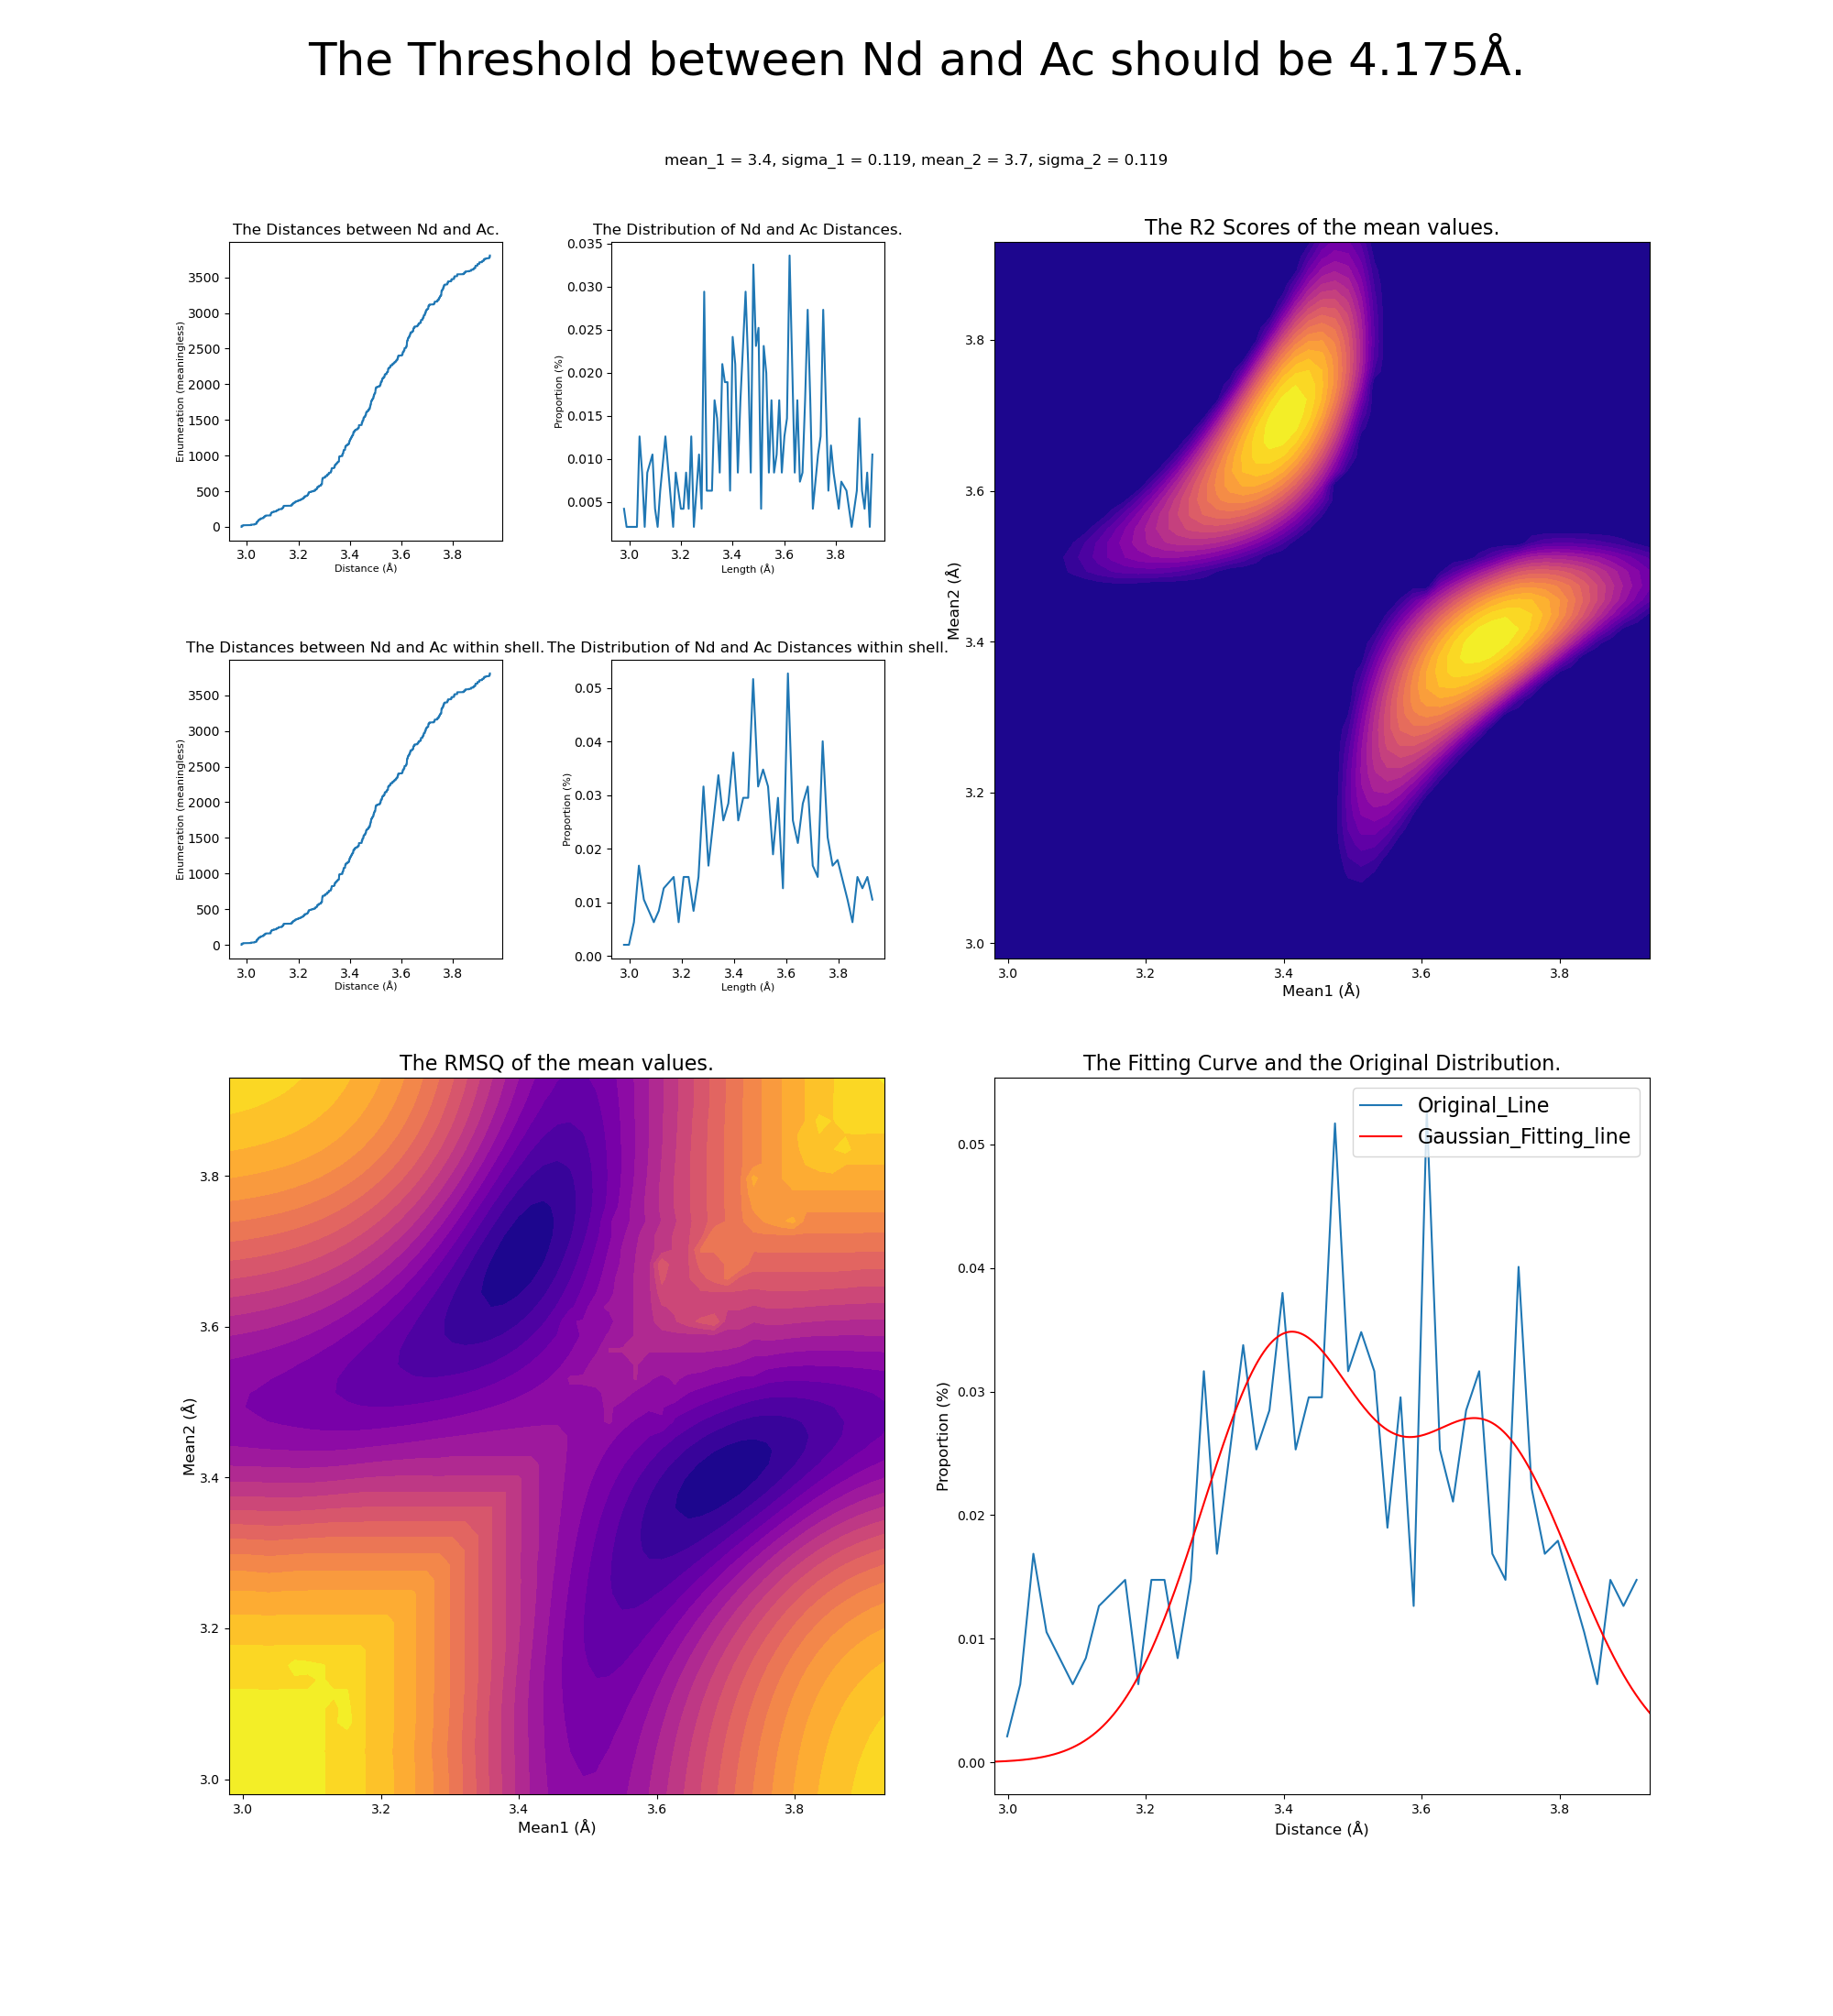 The Threshold between Nd and Ac should be 4.175Å.
mean_1 = 3.4, sigma_1 = 0.119, mean_2 = 3.7, sigma_2 = 0.119
The Distances between Nd and Ac.
Enumeration (meaningless)
3500
3000
2500
2000
1500
1000
500
0
3.0 3.2 3.4 3.6 3.8
Distance (Å)
The Distribution of Nd and Ac Distances.
Proportion (%)
0.035
0.030
0.025
0.020
0.015
0.010
0.005
3.0 3.2 3.4 3.6 3.8
Length (Å)
The R2 Scores of the mean values.
Mean2 (Å)
3.8
3.6
3.4
3.2
3.0
3.0 3.2 3.4 3.6 3.8
Mean1 (Å)
The Distances between Nd and Ac within shell.
Enumeration (meaningless)
3500
3000
2500
2000
1500
1000
500
0
3.0 3.2 3.4 3.6 3.8
Distance (Å)
The Distribution of Nd and Ac Distances within shell.
Proportion (%)
0.05
0.04
0.03
0.02
0.01
0.00
3.0 3.2 3.4 3.6 3.8
Length (Å)
The RMSQ of the mean values.
Mean2 (Å)
3.8
3.6
3.4
3.2
3.0
3.0 3.2 3.4 3.6 3.8
Mean1 (Å)
The Fitting Curve and the Original Distribution.
Original_Line
Gaussian_Fitting_line
Proportion (%)
0.05
0.04
0.03
0.02
0.01
0.00
3.0 3.2 3.4 3.6 3.8
Distance (Å)